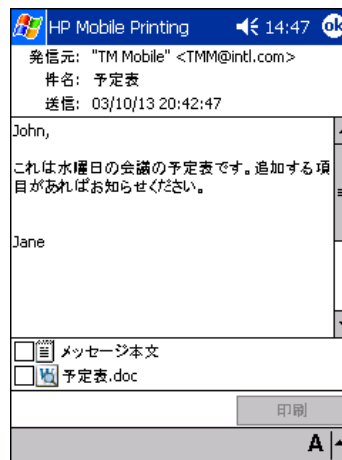 HP Mobile Printing 14:47 ok
発信元: "TM Mobile" <TMM@intl.com>
件名: 予定表
送信: 03/10/13 20:42:47
John,
これは水曜日の会議の予定表です。追加する項
目があればお知らせください。
Jane
メッセージ本文
予定表.doc
印刷
A